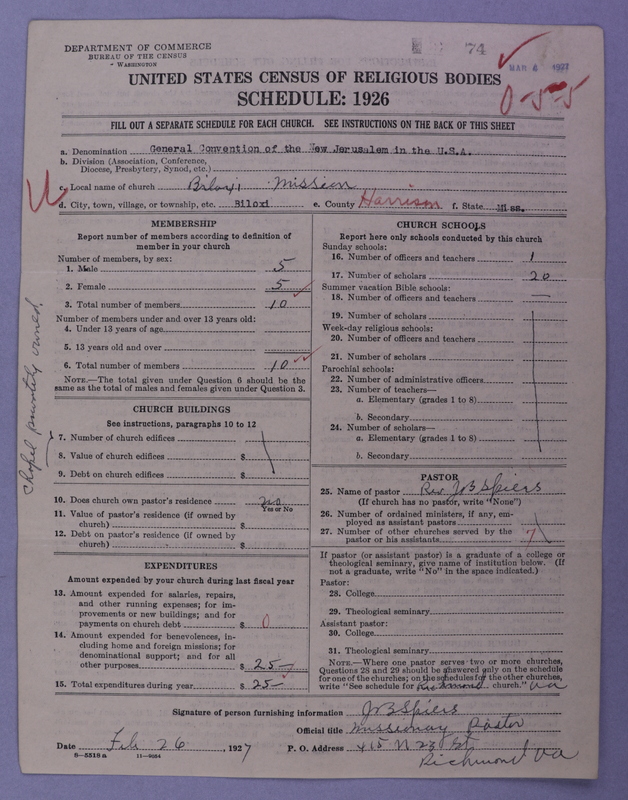 DEPARTMENT OF COMMERCE
BUREAU OF THE CENSUS
WASHINGTON
74
MAR 4 1927
0-5-5
UNITED STATES CENSUS OF RELIGIOUS BODIES
SCHEDULE: 1926
FILL OUT A SEPARATE SCHEDULE FOR EACH CHURCH. SEE INSTRUCTIONS ON THE BACK OF THIS SHEET
a. Denomination General Convention of the New Jerusalem in the U.S.A.
b. Division (Association, Conference,
Diocese, Presbytery, Synod, etc.)
c. Local name of church Biloxi Mission
d. City, town, village, or township, etc. Biloxi e. County Harrison f. State Miss.
MEMBERSHIP
Report number of members according to definition of
member in your church
Number of members, by sex:
1. Male 5
2. Female 5
3. Total number of members 10
Number of members under and over 13 years old:
4. Under 13 years of age
5. 13 years old and over
6. Total number of members 10
NOTE.—The total given under Question 6 should be the
same as the total of males and females given under Question 3.
CHURCH BUILDINGS
See instructions, paragraphs 10 to 12
7. Number of church edifices
8. Value of church edifices $
9. Debt on church edifices $
Chapel privately owned.
10. Does church own pastor's residence no
Yes or No
11. Value of pastor's residence (if owned by
church) $
12. Debt on pastor's residence (if owned by
church) $
EXPENDITURES
Amount expended by your church during last fiscal year
13. Amount expended for salaries, repairs,
and other running expenses; for im-
provements or new buildings; and for
payments on church debt $ 0
14. Amount expended for benevolences, in-
cluding home and foreign missions; for
denominational support; and for all
other purposes $ 25—
15. Total expenditures during year $ 25—
CHURCH SCHOOLS
Report here only schools conducted by this church
Sunday schools:
16. Number of officers and teachers 1
17. Number of scholars 20
Summer vacation Bible schools:
18. Number of officers and teachers —
19. Number of scholars
Week-day religious schools:
20. Number of officers and teachers
21. Number of scholars
Parochial schools:
22. Number of administrative officers
23. Number of teachers—
a. Elementary (grades 1 to 8)
b. Secondary
24. Number of scholars—
a. Elementary (grades 1 to 8)
b. Secondary
PASTOR
25. Name of pastor Rev JB Spiers
(If church has no pastor, write "None")
26. Number of ordained ministers, if any, em-
ployed as assistant pastors
27. Number of other churches served by the
pastor or his assistants 7
If pastor (or assistant pastor) is a graduate of a college or
theological seminary, give name of institution below. (If
not a graduate, write "No" in the space indicated.)
Pastor:
28. College
29. Theological seminary
Assistant pastor:
30. College
31. Theological seminary
NOTE.—Where one pastor serves two or more churches,
Questions 28 and 29 should be answered only on the schedule
for one of the churches; on the schedules for the other churches,
write "See schedule for Richmond church." Va
Signature of person furnishing information JB Spiers
Official title Missionary Pastor
Date Feb 26, 1927 P. O. Address 415 N 23 St
Richmond Va
8—5518 a 11—9034